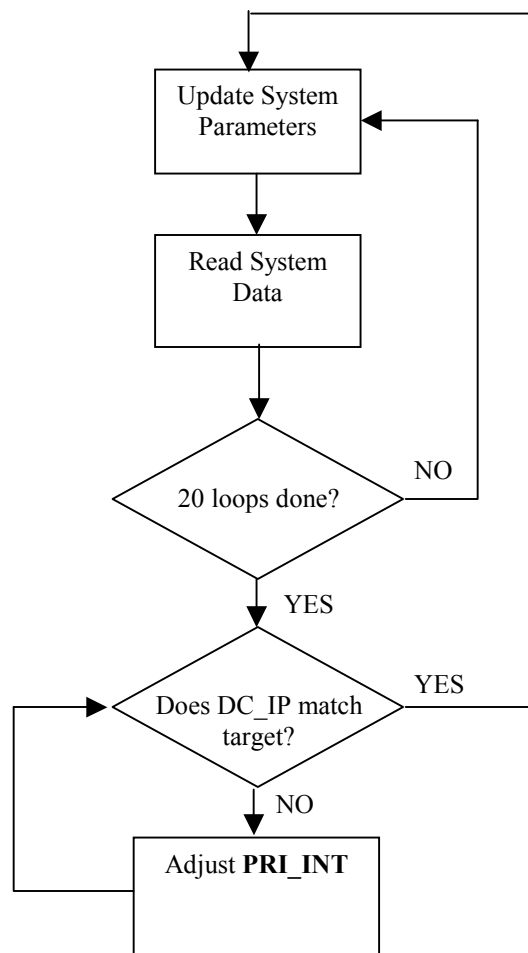 Update System
Parameters
Read System
Data
NO
20 loops done?
YES
YES
Does DC_IP match
target?
NO
Adjust PRI_INT